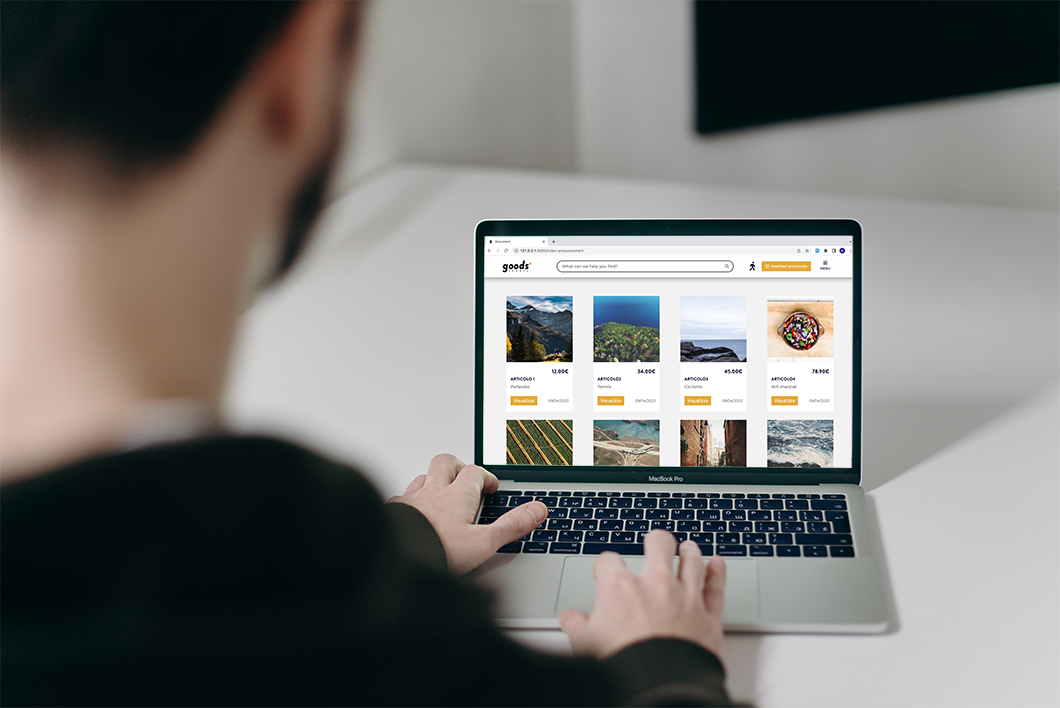 Document
127.0.0.1:8000/index-announcement
goods
What can we help you find?
Inserisci annuncio
MENU
12.00€
ARTICOLO 1
Pallavolo
Visualizza
09/04/2023
34.00€
ARTICOLO2
Tennis
Visualizza
09/04/2023
45.00€
ARTICOLO3
Ciclismo
Visualizza
09/04/2023
78.90€
ARTICOLO4
Arti marziali
Visualizza
09/04/2023
MacBook Pro